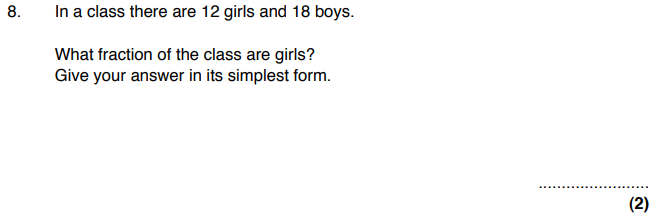 8. In a class there are 12 girls and 18 boys.
What fraction of the class are girls?
Give your answer in its simplest form.
........................
(2)